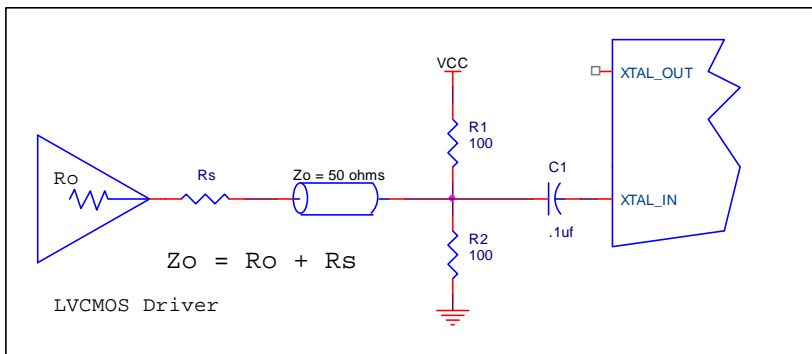 VCC
XTAL_OUT
R1
100
C1
Ro
Rs
Zo = 50 ohms
XTAL_IN
R2
100
.1uf
Zo = Ro + Rs
LVCMOS Driver